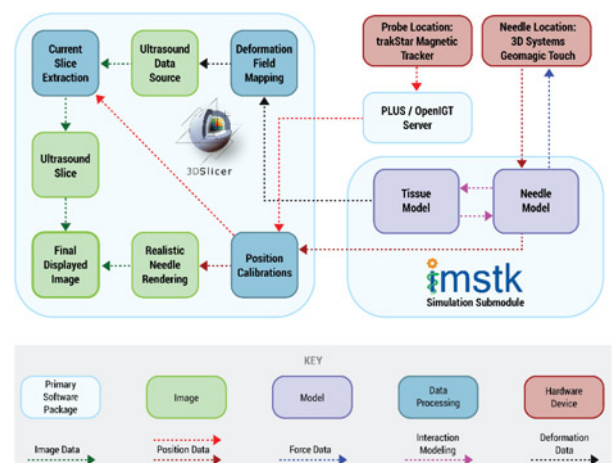 Current
Slice
Extraction
Ultrasound
Data
Source
Deformation
Field
Mapping
Probe Location:
trakStar Magnetic
Tracker
Needle Location:
3D Systems
Geomagic Touch
PLUS / OpenIGT
Server
3DSlicer
Ultrasound
Slice
Tissue
Model
Needle
Model
Final
Displayed
Image
Realistic
Needle
Rendering
Position
Calibrations
imstk
Simulation Submodule
KEY
Primary
Software
Package
Image
Model
Data
Processing
Hardware
Device
Image Data
Position Data
Force Data
Interaction
Modeling
Deformation
Data